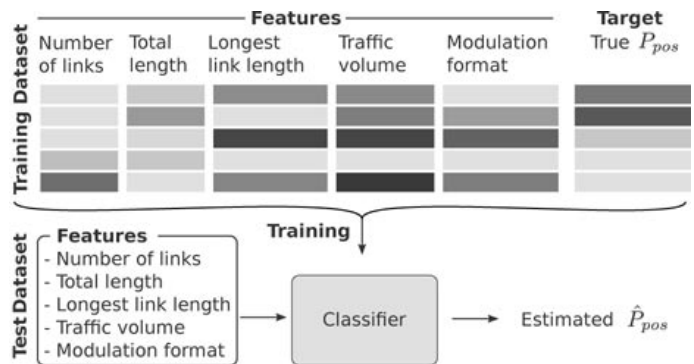 Features
Target
Number of links
Total length
Longest link length
Traffic volume
Modulation format
True P_pos
Training Dataset
Training
Test Dataset
Features
- Number of links
- Total length
- Longest link length
- Traffic volume
- Modulation format
Classifier
Estimated P̂_pos